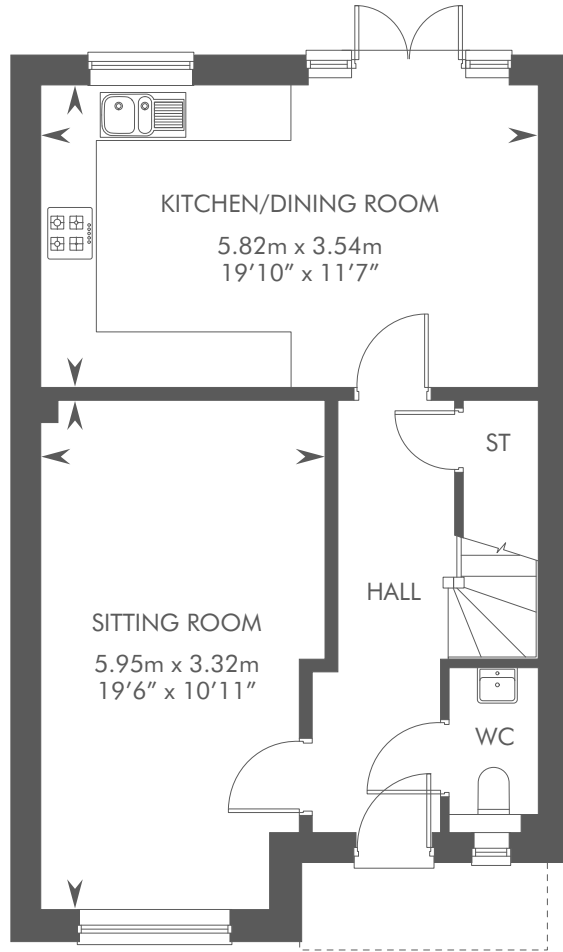 KITCHEN/DINING ROOM
5.82m x 3.54m
19’10” x 11’7”
ST
HALL
SITTING ROOM
5.95m x 3.32m
19’6” x 10’11”
WC